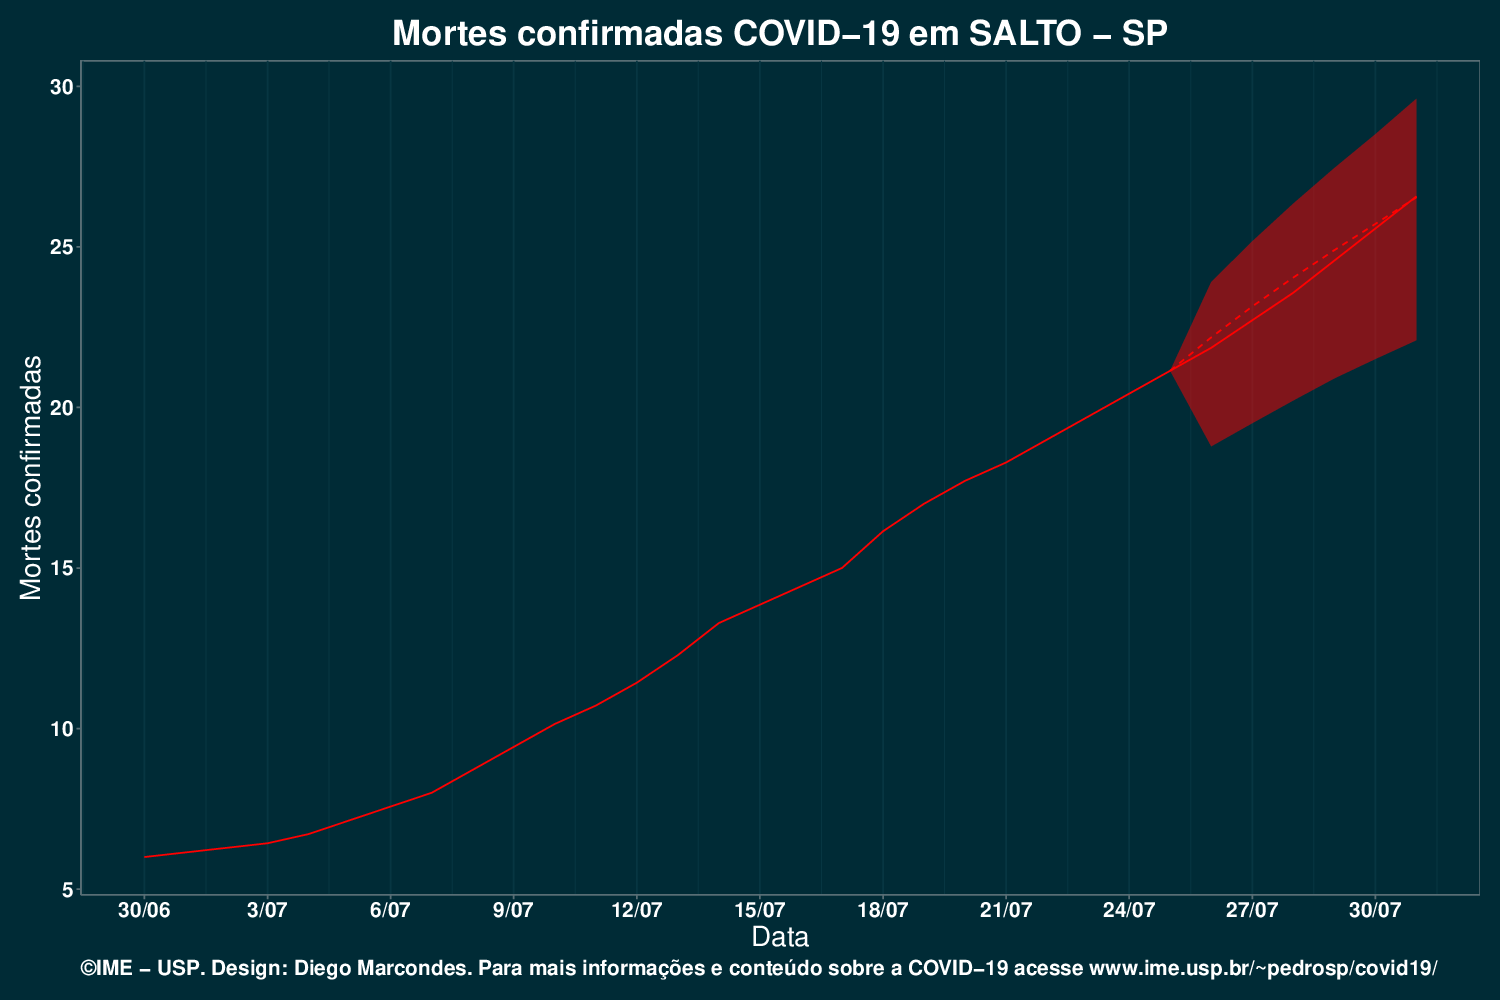 Mortes confirmadas COVID−19 em SALTO − SP
Mortes confirmadas
30
25
20
15
10
5
30/06 3/07 6/07 9/07 12/07 15/07 18/07 21/07 24/07 27/07 30/07
Data
©IME − USP. Design: Diego Marcondes. Para mais informações e conteúdo sobre a COVID−19 acesse www.ime.usp.br/~pedrosp/covid19/